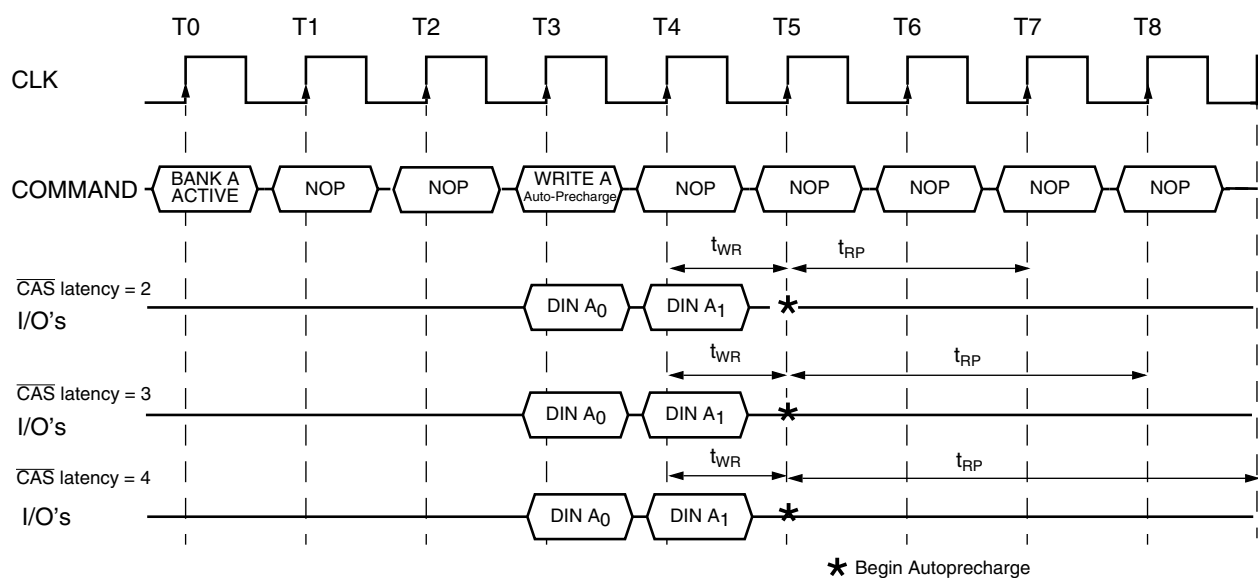 T0 T1 T2 T3 T4 T5 T6 T7 T8
CLK
COMMAND
BANK A
ACTIVE
NOP
NOP
WRITE A
Auto-Precharge
NOP
NOP
NOP
NOP
NOP
tWR tRP
CAS latency = 2
I/O's
DIN A0 DIN A1 *
tWR tRP
CAS latency = 3
I/O's
DIN A0 DIN A1 *
tWR tRP
CAS latency = 4
I/O's
DIN A0 DIN A1 *
* Begin Autoprecharge